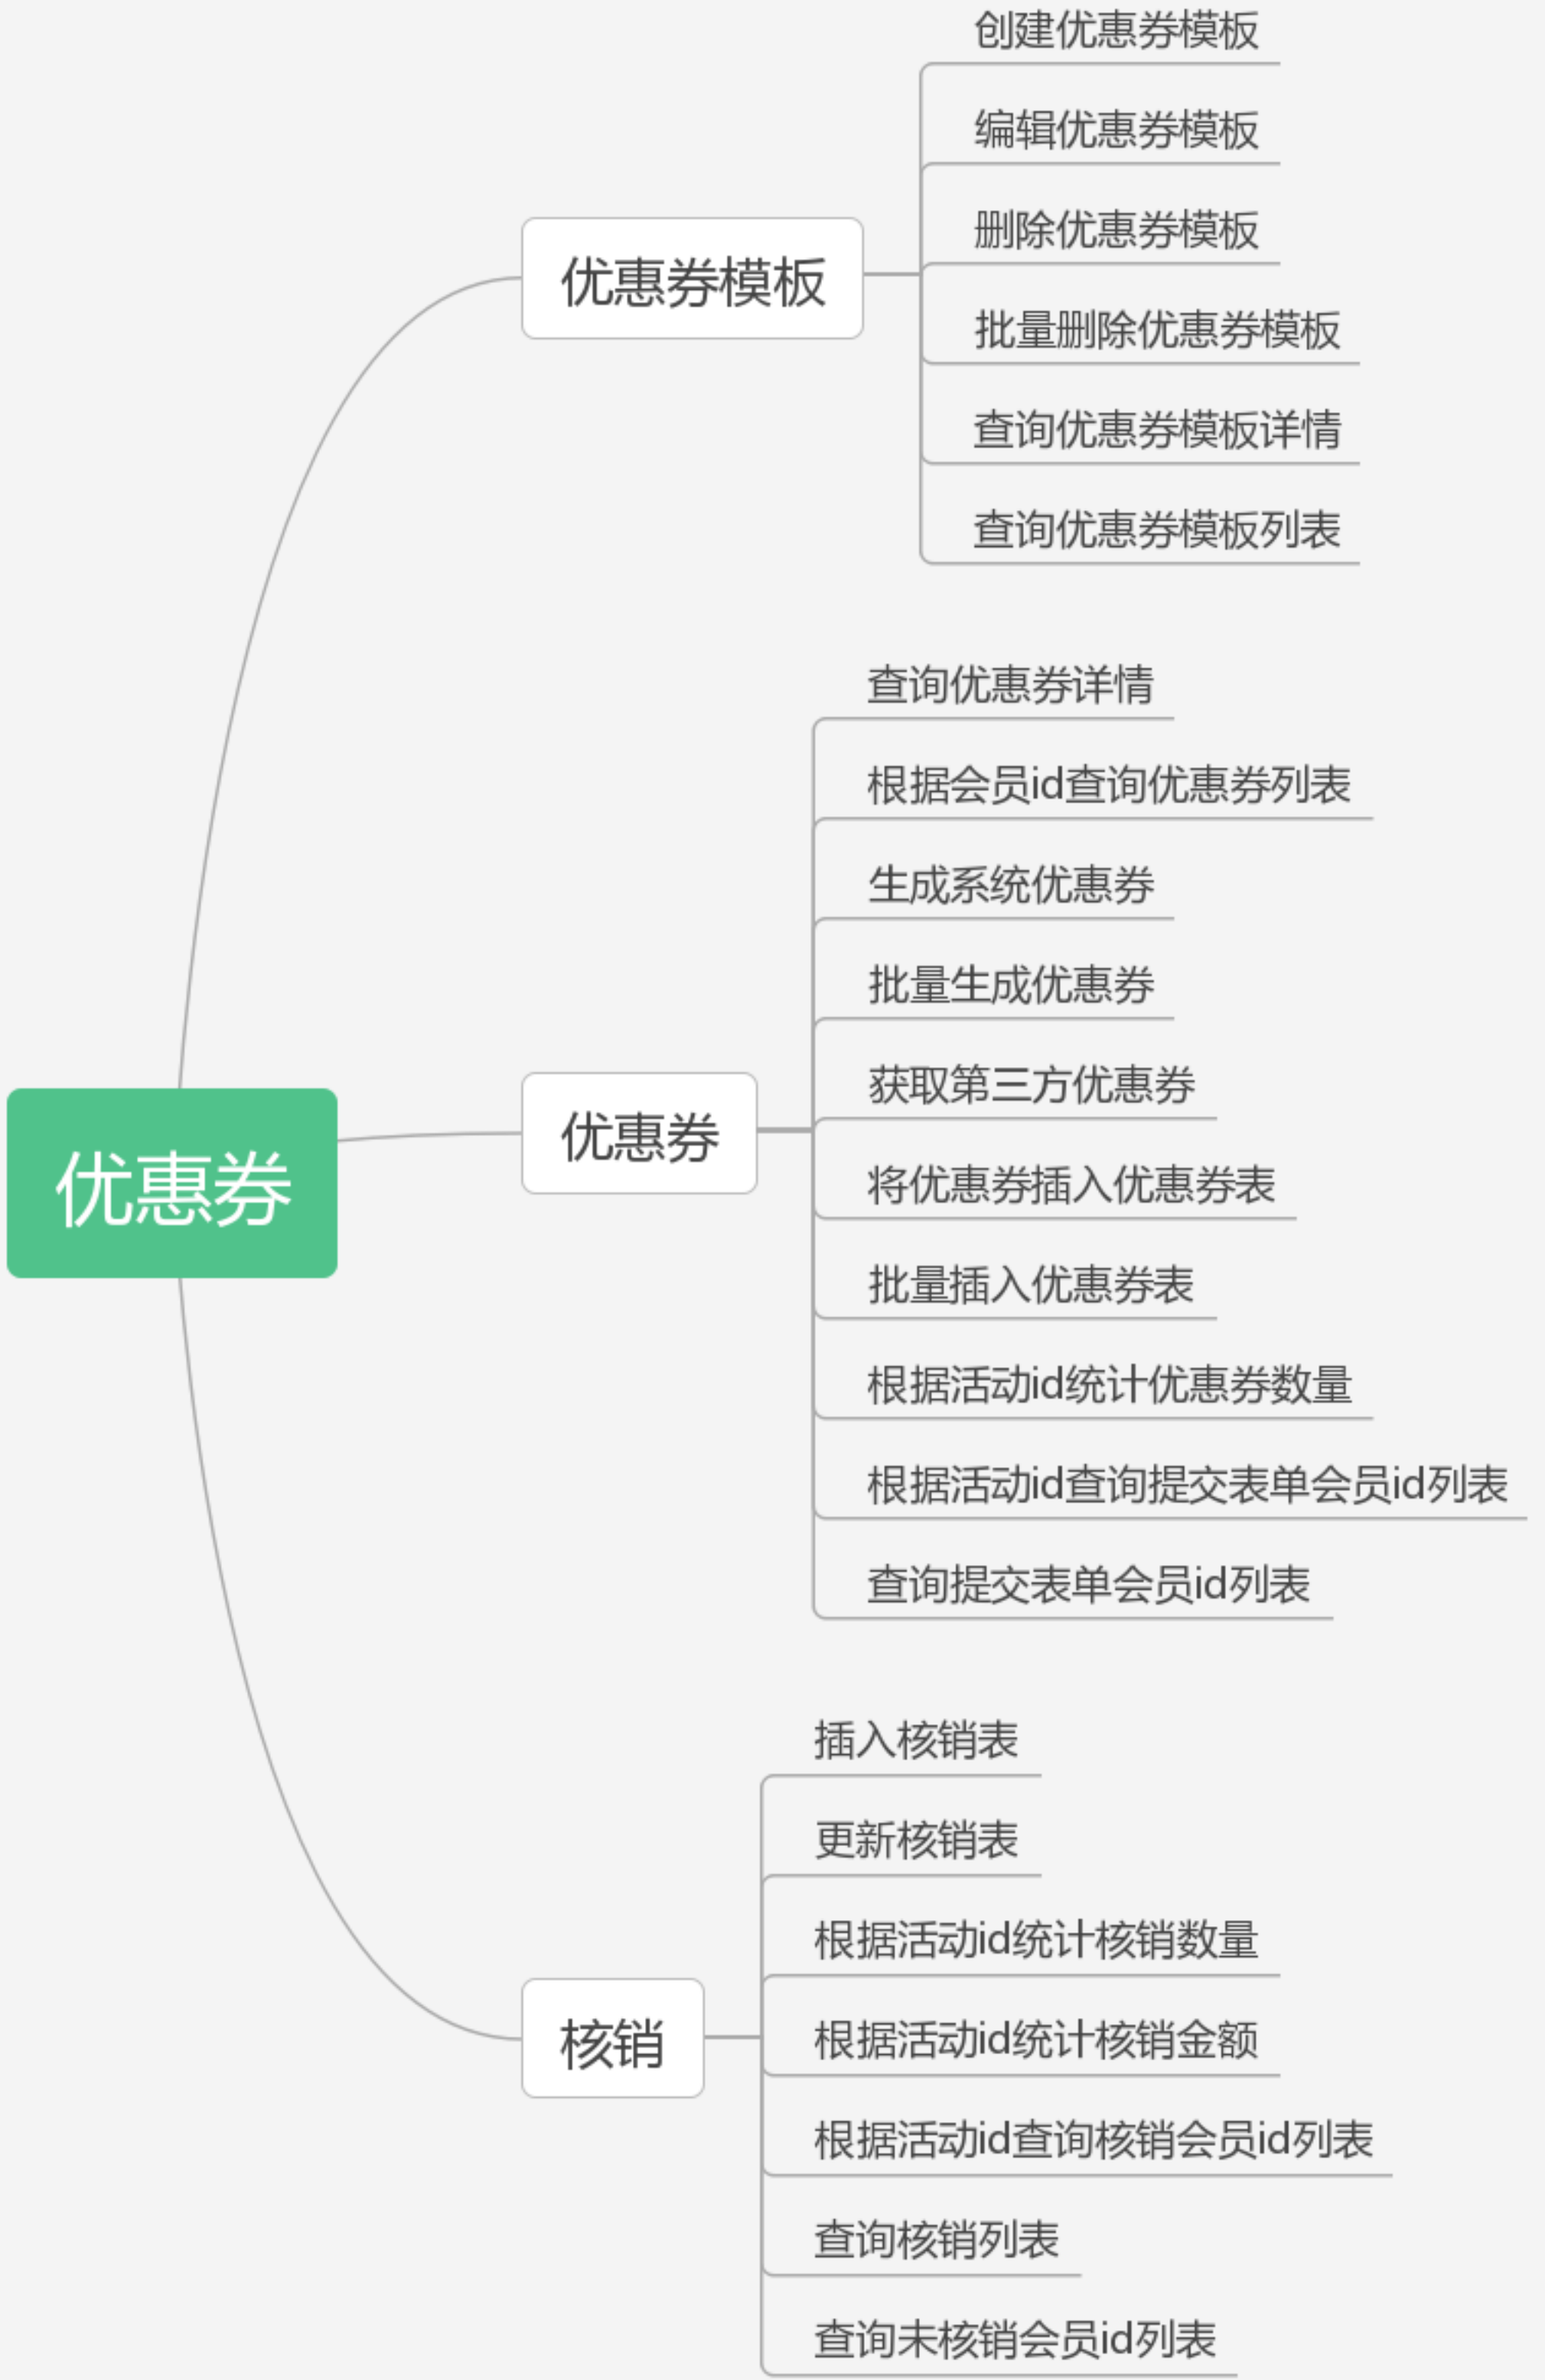 优惠券
优惠券模板
创建优惠券模板
编辑优惠券模板
删除优惠券模板
批量删除优惠券模板
查询优惠券模板详情
查询优惠券模板列表
优惠券
查询优惠券详情
根据会员id查询优惠券列表
生成系统优惠券
批量生成优惠券
获取第三方优惠券
将优惠券插入优惠券表
批量插入优惠券表
根据活动id统计优惠券数量
根据活动id查询提交表单会员id列表
查询提交表单会员id列表
核销
插入核销表
更新核销表
根据活动id统计核销数量
根据活动id统计核销金额
根据活动id查询核销会员id列表
查询核销列表
查询未核销会员id列表